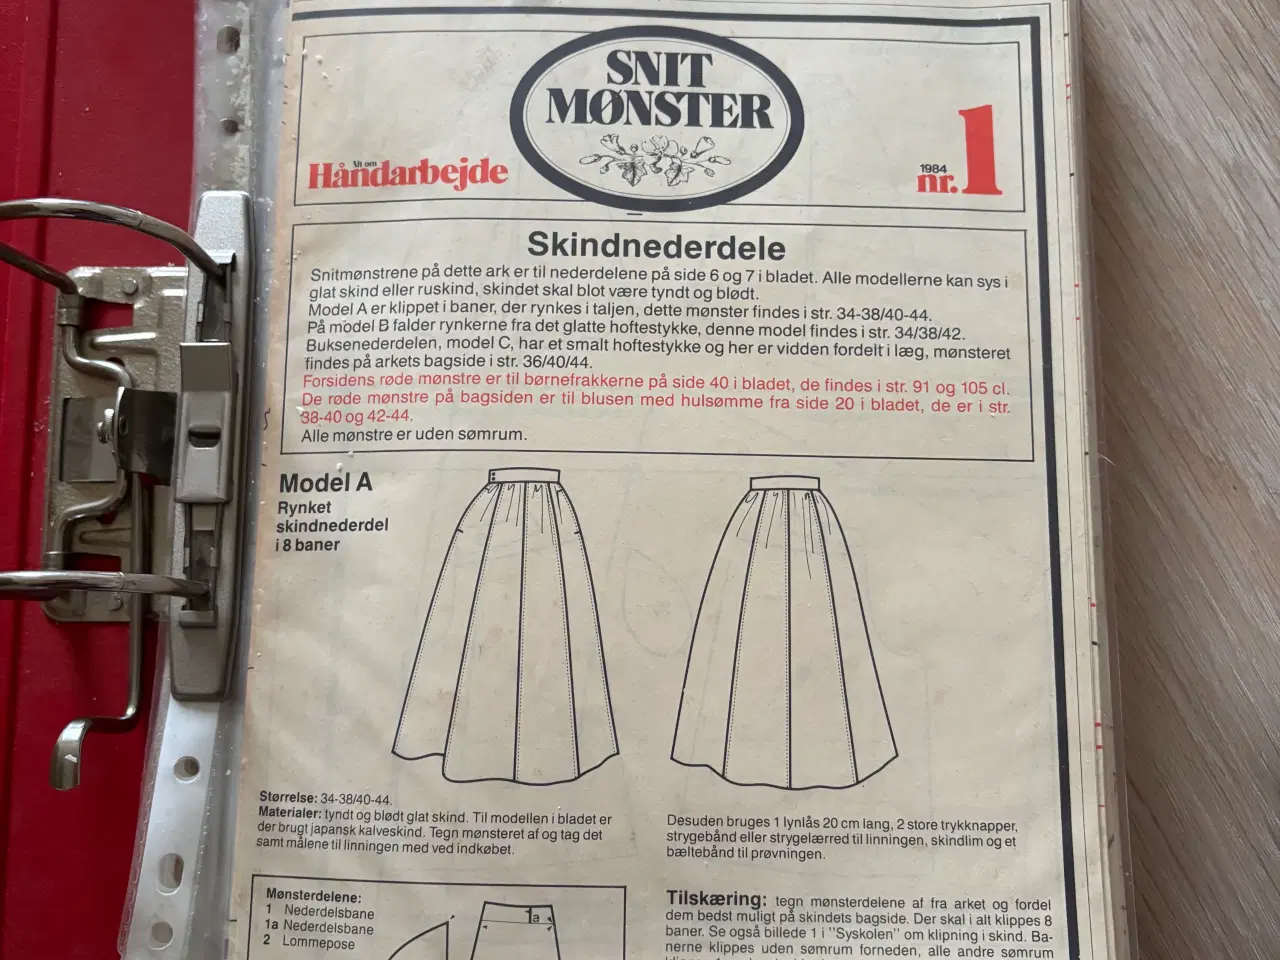 SNIT
MØNSTER
Alt om
Håndarbejde
1984
nr. 1
Skindnederdele
Snitmønstrene på dette ark er til nederdelene på side 6 og 7 i bladet. Alle modellerne kan sys i
glat skind eller ruskind, skindet skal blot være tyndt og blødt.
Model A er klippet i baner, der rynkes i taljen, dette mønster findes i str. 34-38/40-44.
På model B falder rynkerne fra det glatte hoftestykke, denne model findes i str. 34/38/42.
Buksenederdelen, model C, har et smalt hoftestykke og her er vidden fordelt i læg, mønsteret
findes på arkets bagside i str. 36/40/44.
Forsidens røde mønstre er til børnefrakkerne på side 40 i bladet, de findes i str. 91 og 105 cl.
De røde mønstre på bagsiden er til blusen med hulsømme fra side 20 i bladet, de er i str.
38-40 og 42-44.
Alle mønstre er uden sømrum.
Model A
Rynket
skindnederdel
i 8 baner
Størrelse: 34-38/40-44.
Materialer: tyndt og blødt glat skind. Til modellen i bladet er
der brugt japansk kalveskind. Tegn mønsteret af og tag det
samt målene til linningen med ved indkøbet.
Desuden bruges 1 lynlås 20 cm lang, 2 store trykknapper,
strygebånd eller strygelærred til linningen, skindlim og et
bæltebånd til prøvningen.
Mønsterdelene:
1 Nederdelsbane
1a Nederdelsbane
2 Lommepose
1a
Tilskæring: tegn mønsterdelene af fra arket og fordel
dem bedst muligt på skindets bagside. Der skal i alt klippes 8
baner. Se også billede 1 i "Syskolen" om klipning i skind. Ba-
nerne klippes uden sømrum forneden, alle andre sømrum